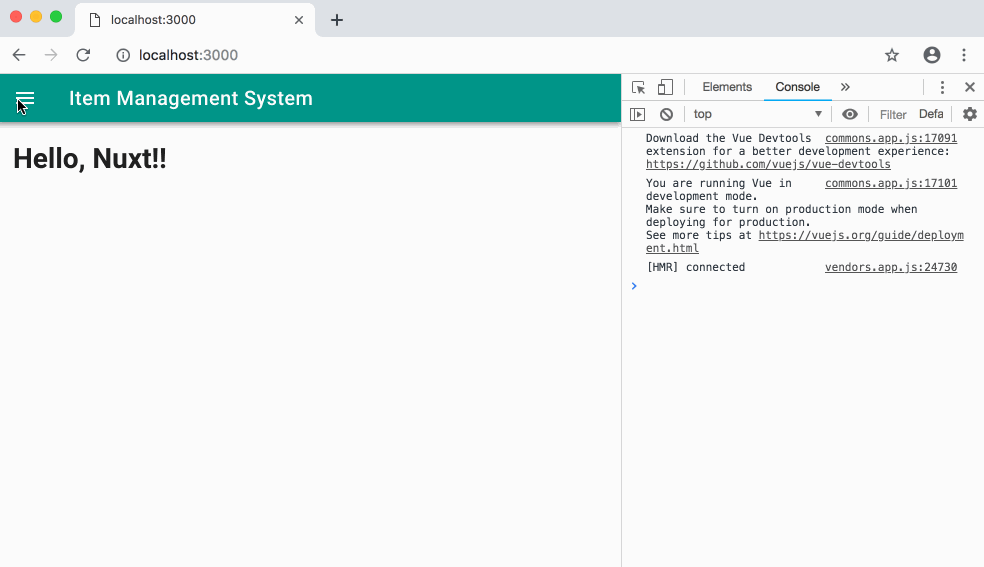 localhost:3000
localhost:3000
Item Management System
Hello, Nuxt!!
Elements Console
top Filter Defa
Download the Vue Devtools commons.app.js:17091
extension for a better development experience:
https://github.com/vuejs/vue-devtools
You are running Vue in commons.app.js:17101
development mode.
Make sure to turn on production mode when
deploying for production.
See more tips at https://vuejs.org/guide/deploym
ent.html
[HMR] connected vendors.app.js:24730